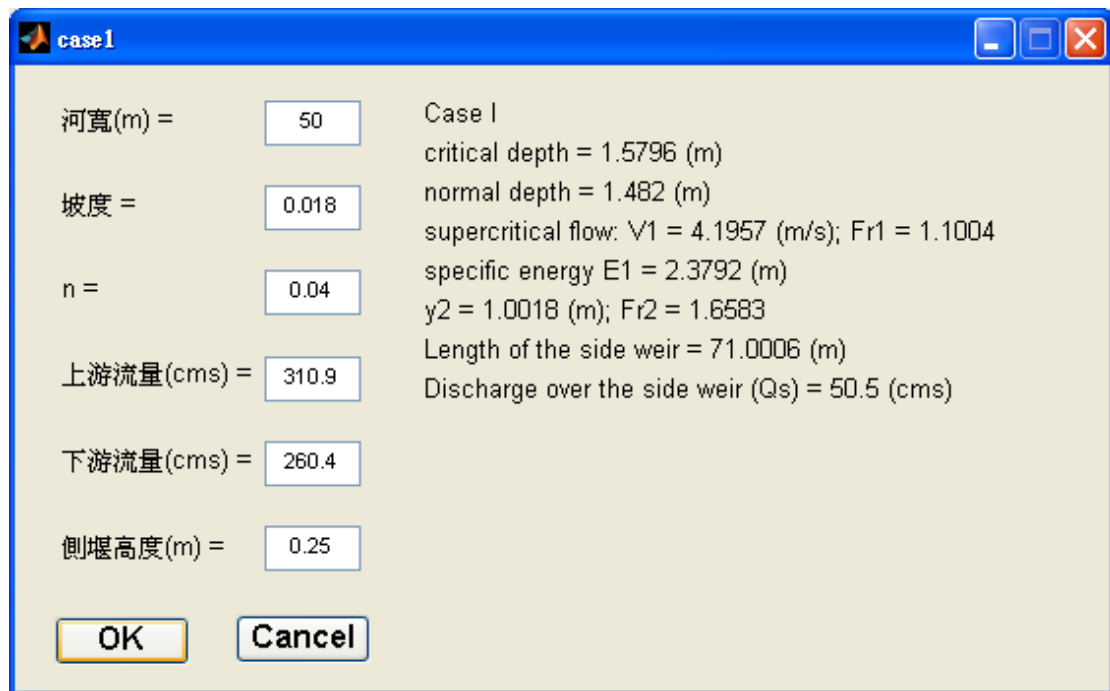 case1
河寬(m) = 50
坡度 = 0.018
n = 0.04
上游流量(cms) = 310.9
下游流量(cms) = 260.4
側堰高度(m) = 0.25
OK Cancel
Case I
critical depth = 1.5796 (m)
normal depth = 1.482 (m)
supercritical flow: V1 = 4.1957 (m/s); Fr1 = 1.1004
specific energy E1 = 2.3792 (m)
y2 = 1.0018 (m); Fr2 = 1.6583
Length of the side weir = 71.0006 (m)
Discharge over the side weir (Qs) = 50.5 (cms)